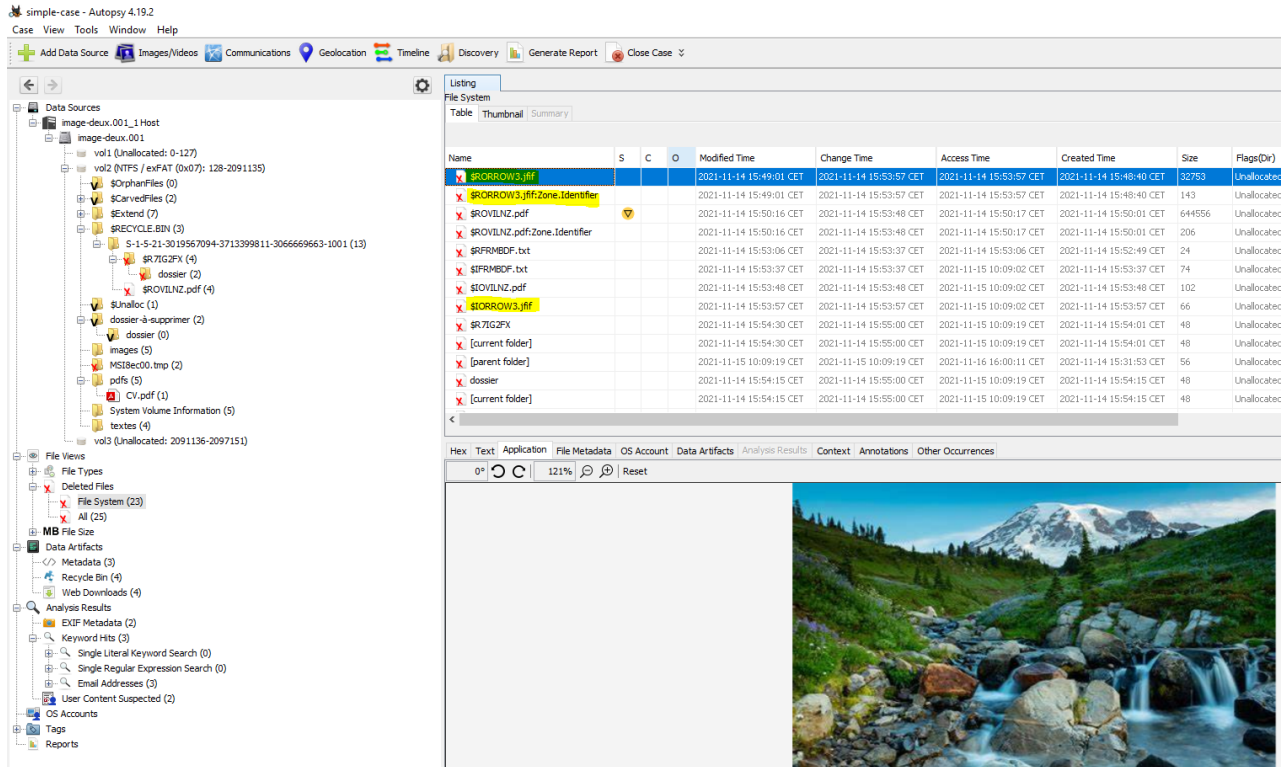 simple-case - Autopsy 4.19.2
Case View Tools Window Help
Add Data Source Images/Videos Communications Geolocation Timeline Discovery Generate Report Close Case
Data Sources
image-deux.001_1 Host
image-deux.001
vol1 (Unallocated: 0-127)
vol2 (NTFS / exFAT (0x07): 128-2091135)
$OrphanFiles (0)
$CarvedFiles (2)
$Extend (7)
$RECYCLE.BIN (3)
S-1-5-21-3019567094-3713399811-3066669663-1001 (13)
$R7IG2FX (4)
dossier (2)
$ROVILNZ.pdf (4)
$Unalloc (1)
dossier-à-supprimer (2)
dossier (0)
images (5)
MSI8ec00.tmp (2)
pdfs (5)
CV.pdf (1)
System Volume Information (5)
textes (4)
vol3 (Unallocated: 2091136-2097151)
File Views
File Types
Deleted Files
File System (23)
All (25)
MB File Size
Data Artifacts
Metadata (3)
Recycle Bin (4)
Web Downloads (4)
Analysis Results
EXIF Metadata (2)
Keyword Hits (3)
Single Literal Keyword Search (0)
Single Regular Expression Search (0)
Email Addresses (3)
User Content Suspected (2)
OS Accounts
Tags
Reports
Listing
File System
Table Thumbnail Summary
Name S C O Modified Time Change Time Access Time Created Time Size Flags(Dir)
$RORROW3.jfif 2021-11-14 15:49:01 CET 2021-11-14 15:53:57 CET 2021-11-14 15:53:57 CET 2021-11-14 15:48:40 CET 32753 Unallocated
$RORROW3.jfif:Zone.Identifier 2021-11-14 15:49:01 CET 2021-11-14 15:53:57 CET 2021-11-14 15:53:57 CET 2021-11-14 15:48:40 CET 143 Unallocated
$ROVILNZ.pdf 2021-11-14 15:50:16 CET 2021-11-14 15:53:48 CET 2021-11-14 15:50:17 CET 2021-11-14 15:50:01 CET 644556 Unallocated
$ROVILNZ.pdf:Zone.Identifier 2021-11-14 15:50:16 CET 2021-11-14 15:53:48 CET 2021-11-14 15:50:17 CET 2021-11-14 15:50:01 CET 206 Unallocated
$RFRMBDF.txt 2021-11-14 15:53:06 CET 2021-11-14 15:53:37 CET 2021-11-14 15:53:06 CET 2021-11-14 15:52:49 CET 24 Unallocated
$IFRMBDF.txt 2021-11-14 15:53:37 CET 2021-11-14 15:53:37 CET 2021-11-15 10:09:02 CET 2021-11-14 15:53:37 CET 74 Unallocated
$IOVILNZ.pdf 2021-11-14 15:53:48 CET 2021-11-14 15:53:48 CET 2021-11-15 10:09:02 CET 2021-11-14 15:53:48 CET 102 Unallocated
$IORROW3.jfif 2021-11-14 15:53:57 CET 2021-11-14 15:53:57 CET 2021-11-15 10:09:02 CET 2021-11-14 15:53:57 CET 66 Unallocated
$R7IG2FX 2021-11-14 15:54:30 CET 2021-11-14 15:55:00 CET 2021-11-15 10:09:19 CET 2021-11-14 15:54:01 CET 48 Unallocated
[current folder] 2021-11-14 15:54:30 CET 2021-11-14 15:55:00 CET 2021-11-15 10:09:19 CET 2021-11-14 15:54:01 CET 48 Unallocated
[parent folder] 2021-11-15 10:09:19 CET 2021-11-15 10:09:19 CET 2021-11-16 16:00:11 CET 2021-11-14 15:31:53 CET 56 Unallocated
dossier 2021-11-14 15:54:15 CET 2021-11-14 15:55:00 CET 2021-11-15 10:09:19 CET 2021-11-14 15:54:15 CET 48 Unallocated
[current folder] 2021-11-14 15:54:15 CET 2021-11-14 15:55:00 CET 2021-11-15 10:09:19 CET 2021-11-14 15:54:15 CET 48 Unallocated
Hex Text Application File Metadata OS Account Data Artifacts Analysis Results Context Annotations Other Occurrences
0° 121% Reset